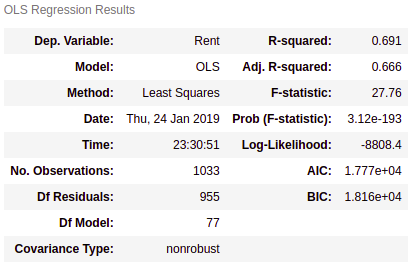 OLS Regression Results
Dep. Variable: Rent R-squared: 0.691
Model: OLS Adj. R-squared: 0.666
Method: Least Squares F-statistic: 27.76
Date: Thu, 24 Jan 2019 Prob (F-statistic): 3.12e-193
Time: 23:30:51 Log-Likelihood: -8808.4
No. Observations: 1033 AIC: 1.777e+04
Df Residuals: 955 BIC: 1.816e+04
Df Model: 77
Covariance Type: nonrobust